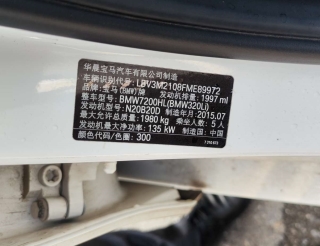 华晨宝马汽车有限公司制造
车辆识别代号: LBV3M2108FME89972
品牌: 宝马(BMW)牌 发动机排量: 1997 ml
整车型号: BMW7200HL(BMW320Li)
发动机型号: N20B20D 制造年月: 2015.07
最大允许总质量: 1980 kg 乘坐人数: 5 人
发动机最大净功率: 135 kW 制造国: 中国
颜色代码/色圈: 300